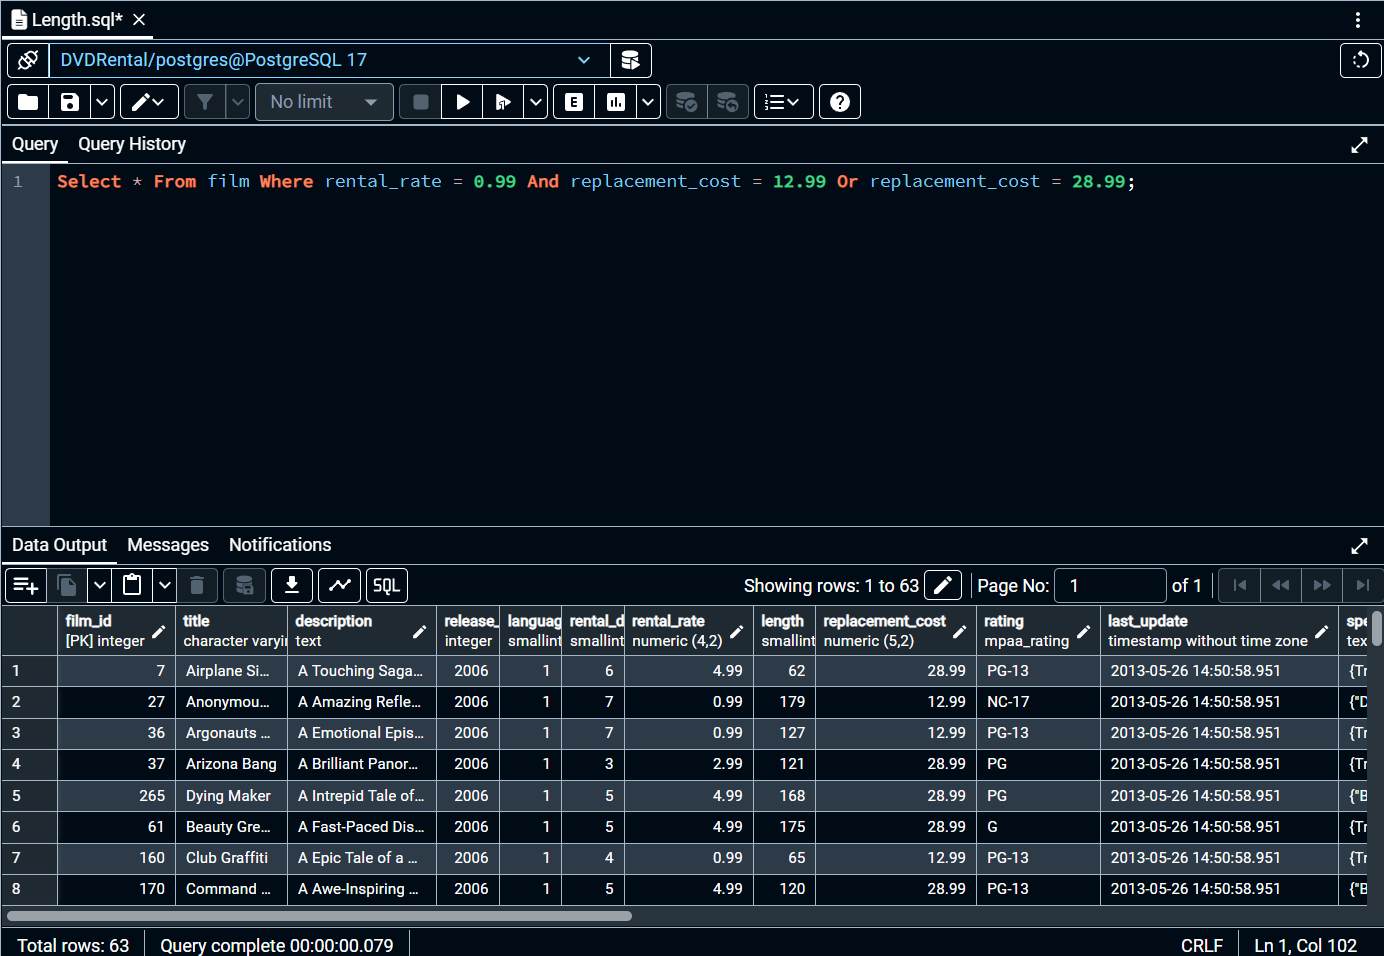 Length.sql*
DVDRental/postgres@PostgreSQL 17
No limit
Query Query History
1 Select * From film Where rental_rate = 0.99 And replacement_cost = 12.99 Or replacement_cost = 28.99;
Data Output Messages Notifications
SQL Showing rows: 1 to 63 Page No: 1 of 1
film_id title description release_ languag rental_d rental_rate length replacement_cost rating last_update spe
[PK] integer character varyin text integer smallint smallint numeric (4,2) smallint numeric (5,2) mpaa_rating timestamp without time zone tex
1 7 Airplane Si... A Touching Saga... 2006 1 6 4.99 62 28.99 PG-13 2013-05-26 14:50:58.951 {Tr
2 27 Anonymou... A Amazing Refle... 2006 1 7 0.99 179 12.99 NC-17 2013-05-26 14:50:58.951 {"D
3 36 Argonauts ... A Emotional Epis... 2006 1 7 0.99 127 12.99 PG-13 2013-05-26 14:50:58.951 {Tr
4 37 Arizona Bang A Brilliant Panor... 2006 1 3 2.99 121 28.99 PG 2013-05-26 14:50:58.951 {Tr
5 265 Dying Maker A Intrepid Tale of... 2006 1 5 4.99 168 28.99 PG 2013-05-26 14:50:58.951 {"B
6 61 Beauty Gre... A Fast-Paced Dis... 2006 1 5 4.99 175 28.99 G 2013-05-26 14:50:58.951 {Tr
7 160 Club Graffiti A Epic Tale of a ... 2006 1 4 0.99 65 12.99 PG-13 2013-05-26 14:50:58.951 {Tr
8 170 Command ... A Awe-Inspiring ... 2006 1 5 4.99 120 28.99 PG-13 2013-05-26 14:50:58.951 {"B
Total rows: 63 Query complete 00:00:00.079 CRLF Ln 1, Col 102